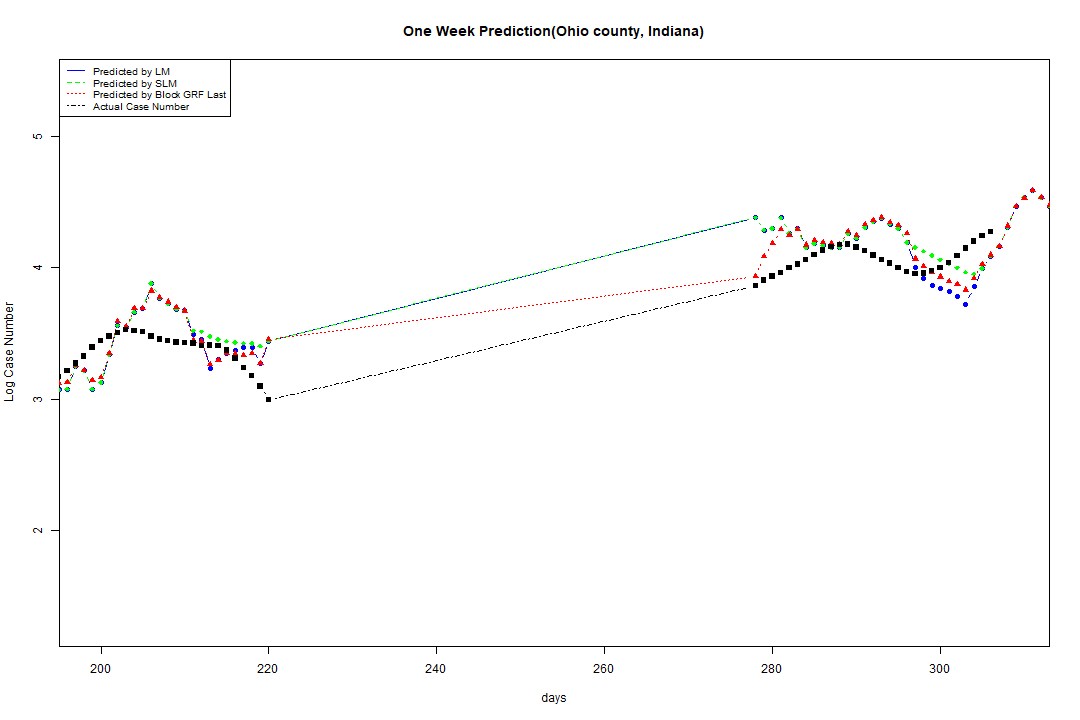 One Week Prediction(Ohio county, Indiana)
Predicted by LM
Predicted by SLM
Predicted by Block GRF Last
Actual Case Number
5
4
3
2
Log Case Number
200 220 240 260 280 300
days